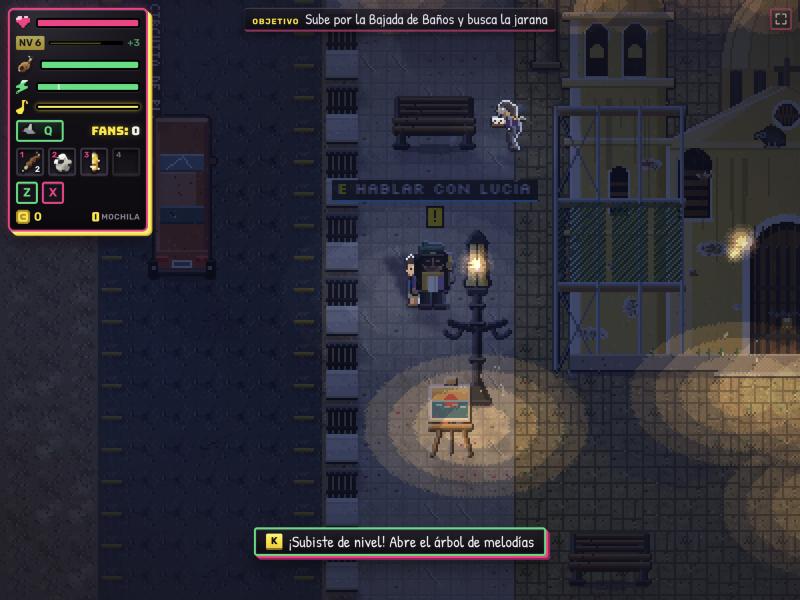 OBJETIVO Sube por la Bajada de Baños y busca la jarana
NV 6 +3
Q FANS: 0
1 2 2 3 4
Z X
C 0 I MOCHILA
E HABLAR CON LUCIA
!
K ¡Subiste de nivel! Abre el árbol de melodías